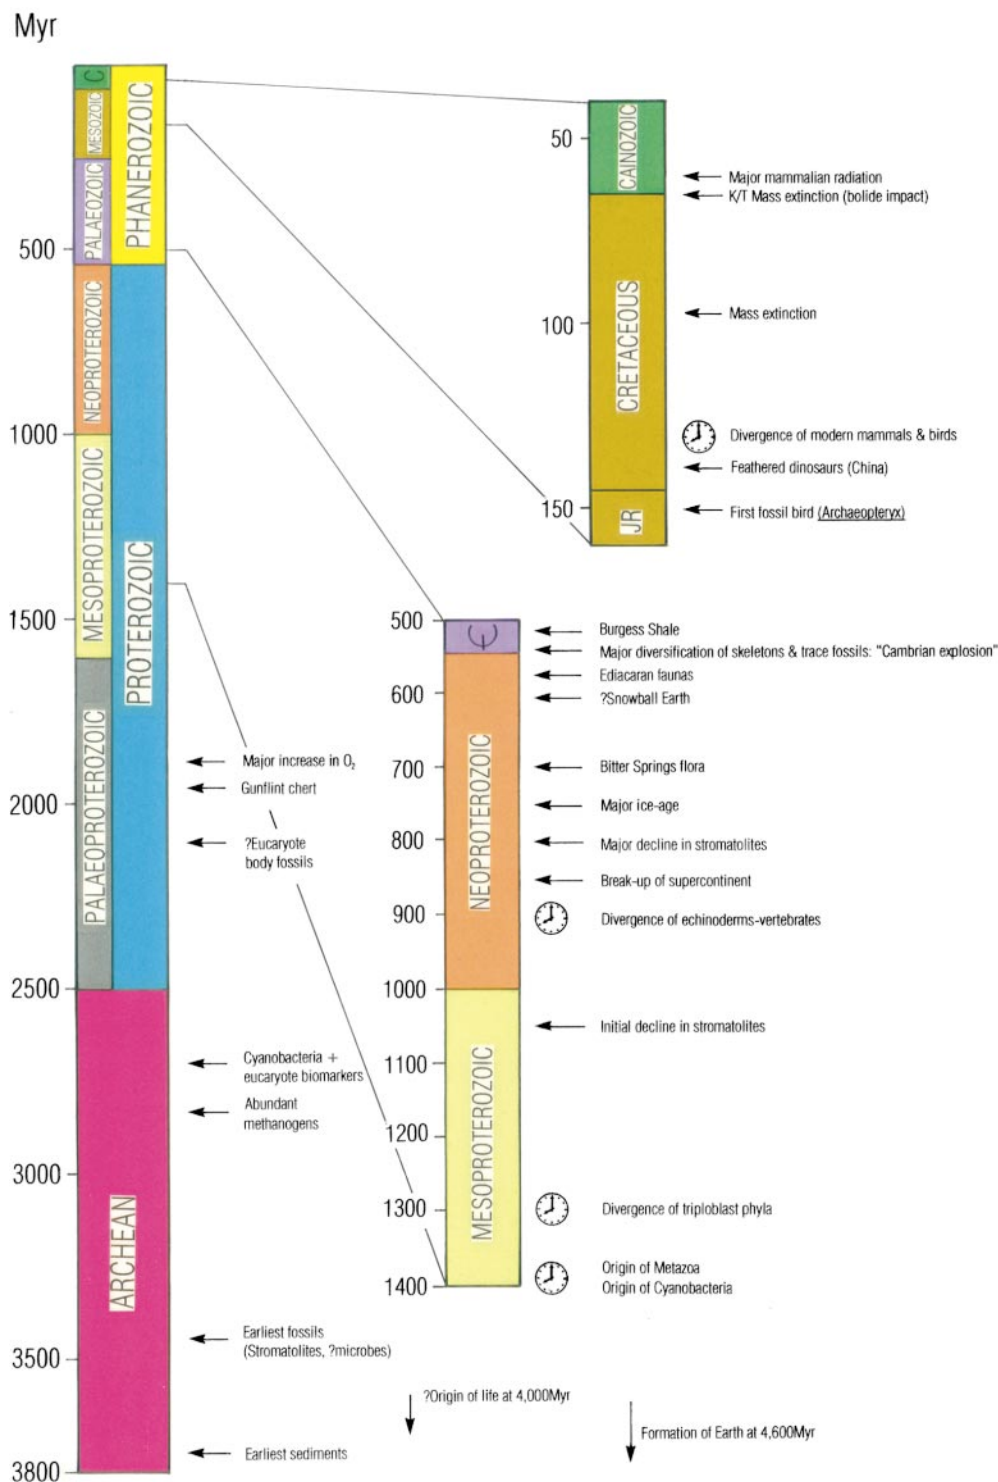 Myr
C
MESOZOIC
PALAEOZOIC
PHANEROZOIC
500
NEOPROTEROZOIC
1000
MESOPROTEROZOIC
1500
PROTEROZOIC
PALAEOPROTEROZOIC
2000
2500
ARCHEAN
3000
3500
3800
Major increase in O₂
Gunflint chert
?Eucaryote
body fossils
Cyanobacteria +
eucaryote biomarkers
Abundant
methanogens
Earliest fossils
(Stromatolites, ?microbes)
Earliest sediments
50
100
150
CAINOZOIC
CRETACEOUS
JR
Major mammalian radiation
K/T Mass extinction (bolide impact)
Mass extinction
Divergence of modern mammals & birds
Feathered dinosaurs (China)
First fossil bird (Archaeopteryx)
500
600
700
800
900
1000
1100
1200
1300
1400
Є
NEOPROTEROZOIC
MESOPROTEROZOIC
Burgess Shale
Major diversification of skeletons & trace fossils: "Cambrian explosion"
Ediacaran faunas
?Snowball Earth
Bitter Springs flora
Major ice-age
Major decline in stromatolites
Break-up of supercontinent
Divergence of echinoderms-vertebrates
Initial decline in stromatolites
Divergence of triploblast phyla
Origin of Metazoa
Origin of Cyanobacteria
?Origin of life at 4,000Myr
Formation of Earth at 4,600Myr